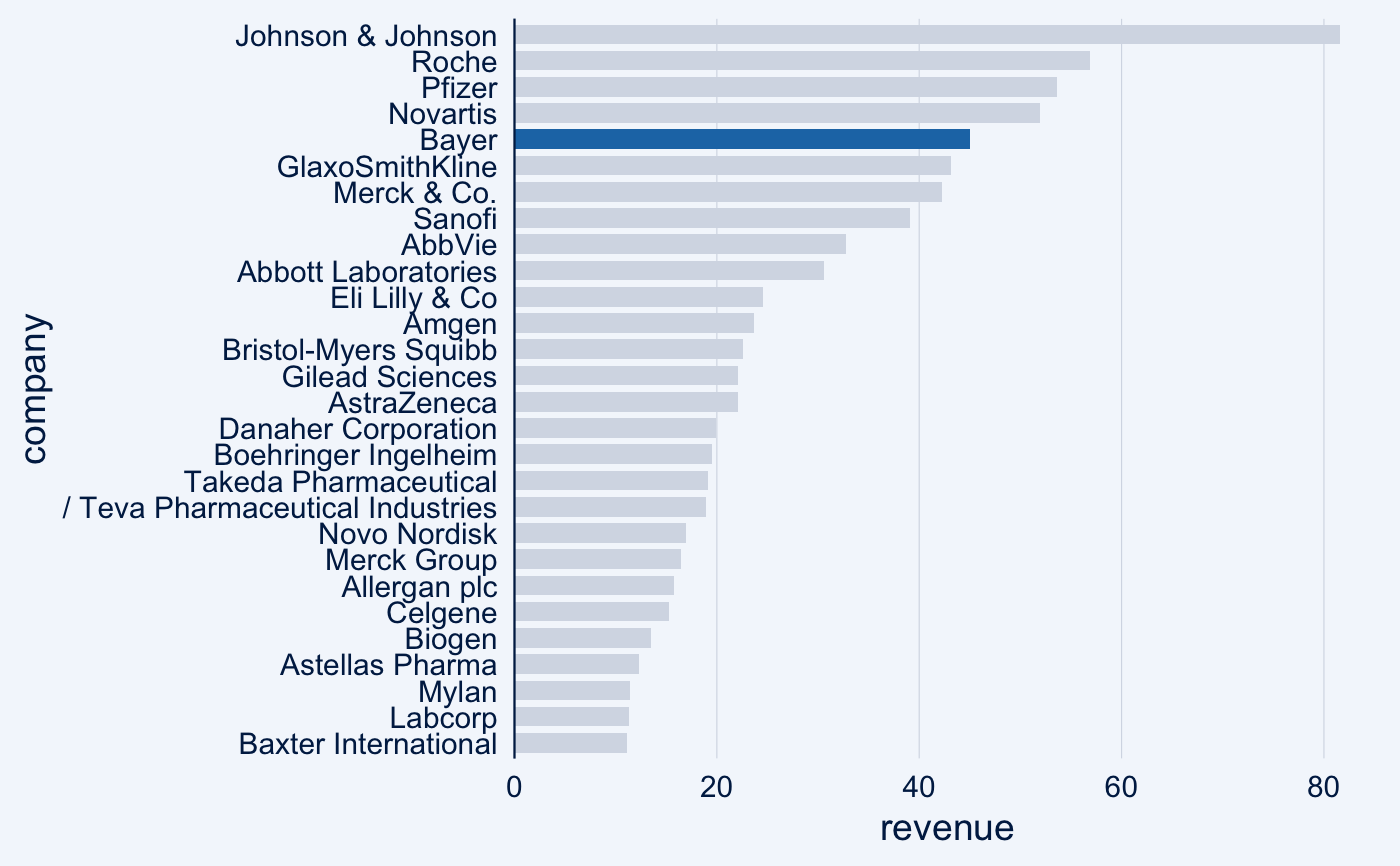 Johnson & Johnson
Roche
Pfizer
Novartis
Bayer
GlaxoSmithKline
Merck & Co.
Sanofi
AbbVie
Abbott Laboratories
Eli Lilly & Co
Amgen
Bristol-Myers Squibb
Gilead Sciences
AstraZeneca
Danaher Corporation
Boehringer Ingelheim
Takeda Pharmaceutical
/ Teva Pharmaceutical Industries
Novo Nordisk
Merck Group
Allergan plc
Celgene
Biogen
Astellas Pharma
Mylan
Labcorp
Baxter International
company
0 20 40 60 80
revenue